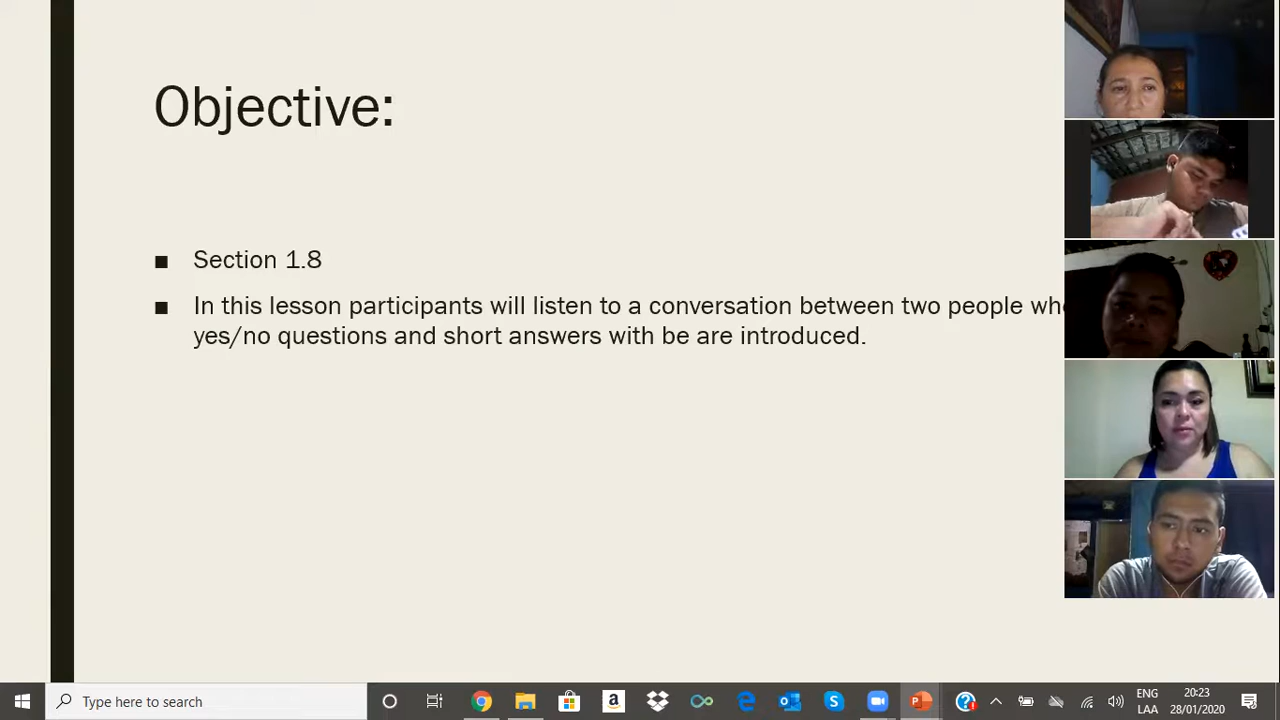 Objective:
Section 1.8
In this lesson participants will listen to a conversation between two people
yes/no questions and short answers with be are introduced.
Type here to search
ENG
LAA
20:23
28/01/2020